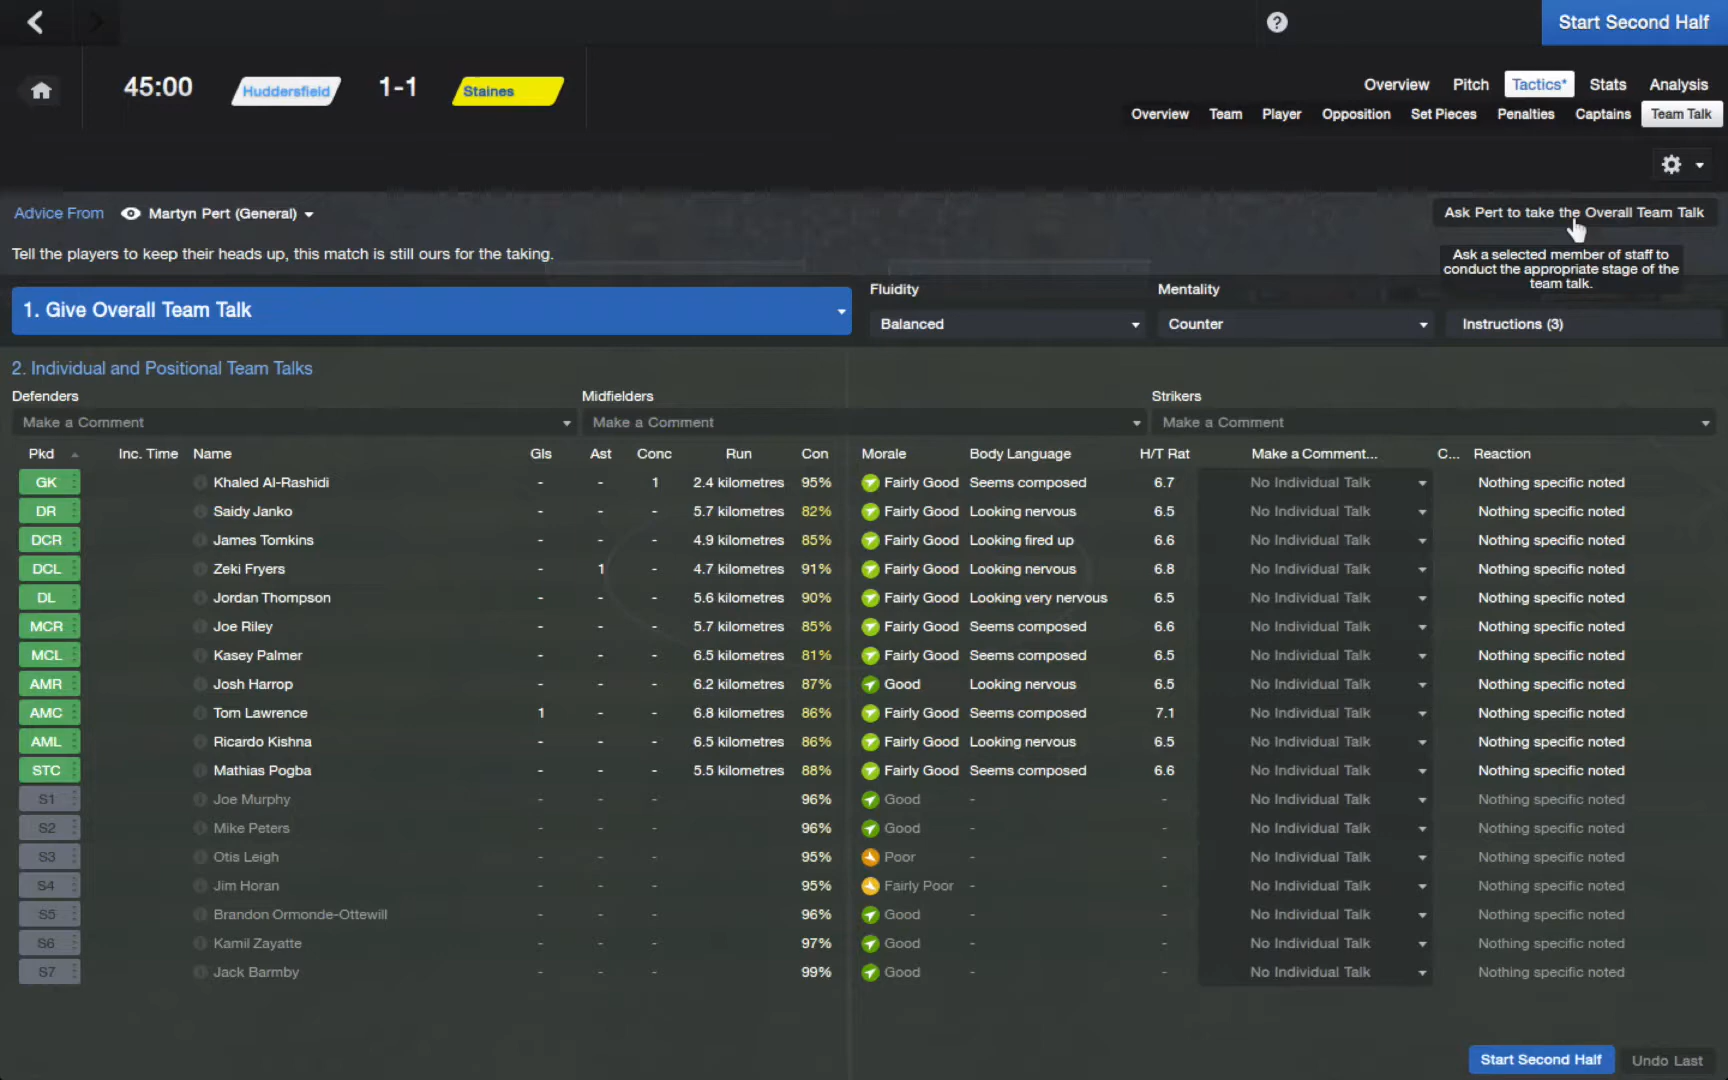 Start Second Half
45:00
Huddersfield
1-1
Staines
Overview Pitch Tactics* Stats Analysis
Overview Team Player Opposition Set Pieces Penalties Captains Team Talk
Advice From Martyn Pert (General)
Ask Pert to take the Overall Team Talk
Tell the players to keep their heads up, this match is still ours for the taking.
Ask a selected member of staff to
conduct the appropriate stage of the
team talk.
1. Give Overall Team Talk
Fluidity
Balanced
Mentality
Counter
Instructions (3)
2. Individual and Positional Team Talks
Defenders Midfielders Strikers
Make a Comment Make a Comment Make a Comment
Pkd Inc. Time Name Gls Ast Conc Run Con Morale Body Language H/T Rat Make a Comment... C... Reaction
GK Khaled Al-Rashidi - - 1 2.4 kilometres 95% Fairly Good Seems composed 6.7 No Individual Talk Nothing specific noted
DR Saidy Janko - - - 5.7 kilometres 82% Fairly Good Looking nervous 6.5 No Individual Talk Nothing specific noted
DCR James Tomkins - - - 4.9 kilometres 85% Fairly Good Looking fired up 6.6 No Individual Talk Nothing specific noted
DCL Zeki Fryers - 1 - 4.7 kilometres 91% Fairly Good Looking nervous 6.8 No Individual Talk Nothing specific noted
DL Jordan Thompson - - - 5.6 kilometres 90% Fairly Good Looking very nervous 6.5 No Individual Talk Nothing specific noted
MCR Joe Riley - - - 5.7 kilometres 85% Fairly Good Seems composed 6.6 No Individual Talk Nothing specific noted
MCL Kasey Palmer - - - 6.5 kilometres 81% Fairly Good Seems composed 6.5 No Individual Talk Nothing specific noted
AMR Josh Harrop - - - 6.2 kilometres 87% Good Looking nervous 6.5 No Individual Talk Nothing specific noted
AMC Tom Lawrence 1 - - 6.8 kilometres 86% Fairly Good Seems composed 7.1 No Individual Talk Nothing specific noted
AML Ricardo Kishna - - - 6.5 kilometres 86% Fairly Good Looking nervous 6.5 No Individual Talk Nothing specific noted
STC Mathias Pogba - - - 5.5 kilometres 88% Fairly Good Seems composed 6.6 No Individual Talk Nothing specific noted
S1 Joe Murphy - - - 96% Good - - No Individual Talk Nothing specific noted
S2 Mike Peters - - - 96% Good - - No Individual Talk Nothing specific noted
S3 Otis Leigh - - - 95% Poor - - No Individual Talk Nothing specific noted
S4 Jim Horan - - - 95% Fairly Poor - - No Individual Talk Nothing specific noted
S5 Brandon Ormonde-Ottewill - - - 96% Good - - No Individual Talk Nothing specific noted
S6 Kamil Zayatte - - - 97% Good - - No Individual Talk Nothing specific noted
S7 Jack Barmby - - - 99% Good - - No Individual Talk Nothing specific noted
Start Second Half Undo Last